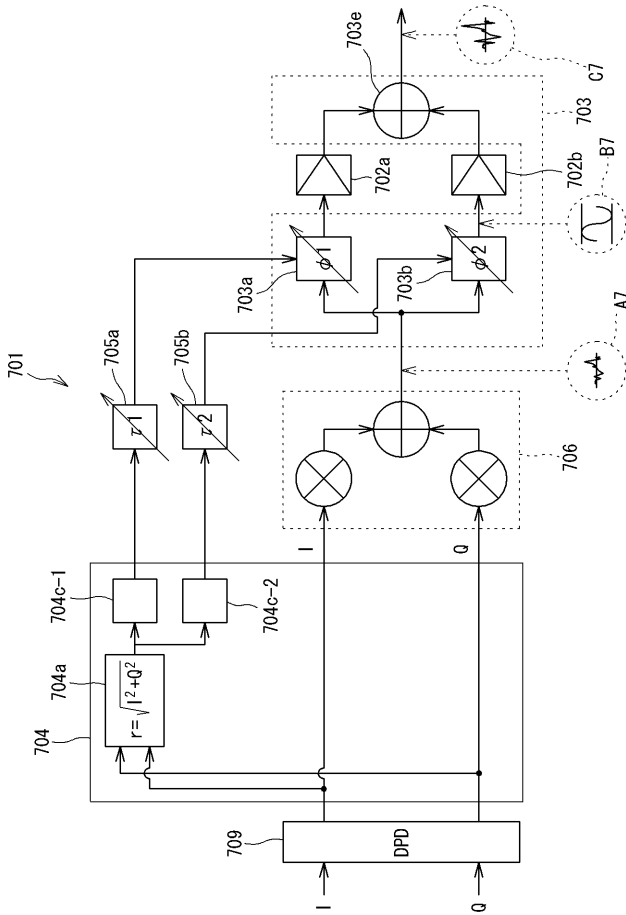 701
704
704a
r=√I²+Q²
704c-1
704c-2
705a
τ1
705b
τ2
709
DPD
I
Q
I
Q
706
703a
φ1
703b
φ2
702a
702b
703e
703
A7
B7
C7